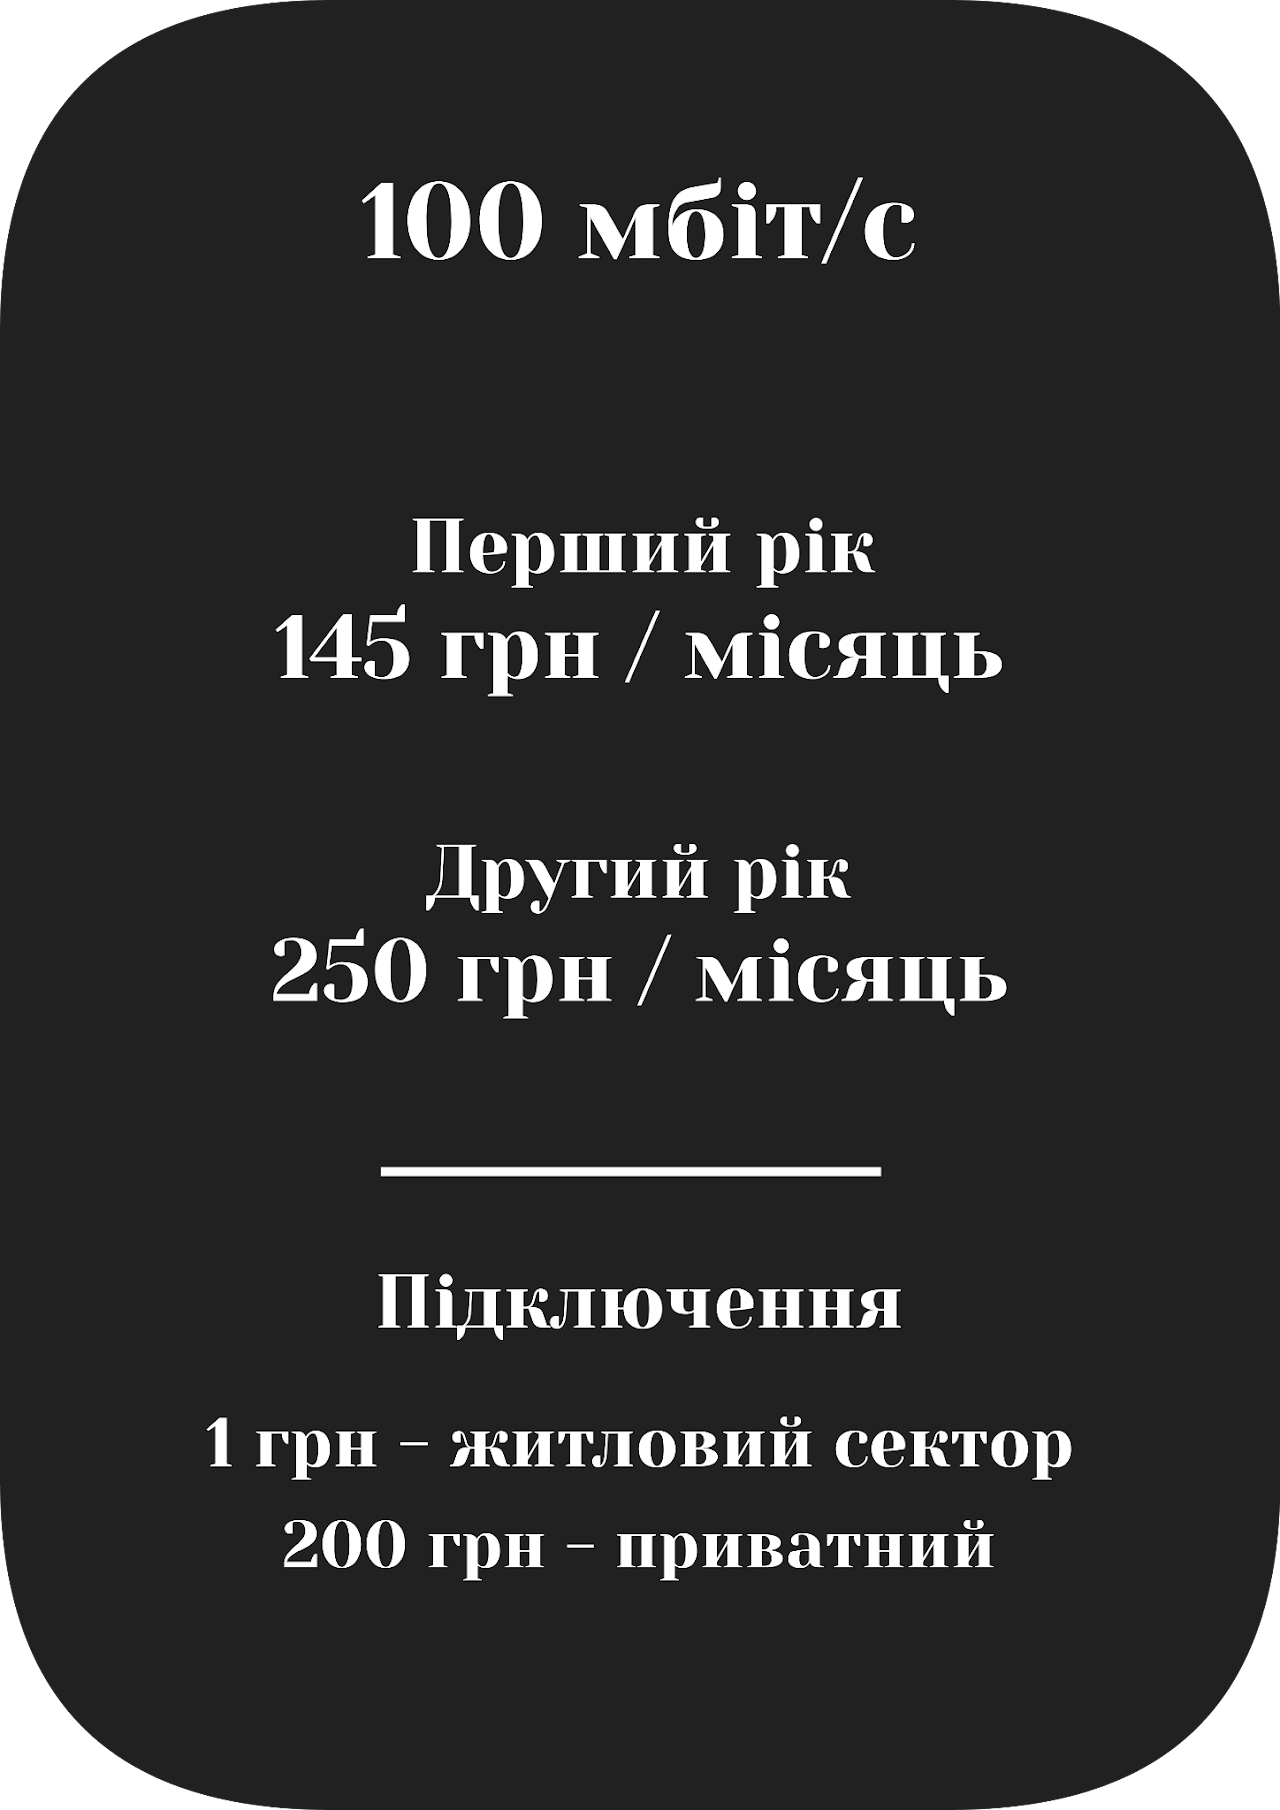 100 мбіт/с
Перший рік
145 грн / місяць
Другий рік
250 грн / місяць
Підключення
1 грн - житловий сектор
200 грн - приватний